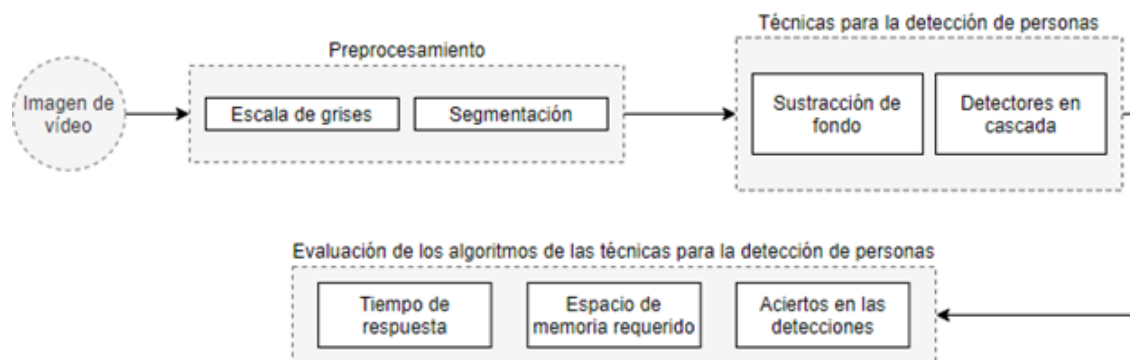 Técnicas para la detección de personas
Preprocesamiento
Imagen de
vídeo
Escala de grises
Segmentación
Sustracción de
fondo
Detectores en
cascada
Evaluación de los algoritmos de las técnicas para la detección de personas
Tiempo de
respuesta
Espacio de
memoria requerido
Aciertos en las
detecciones